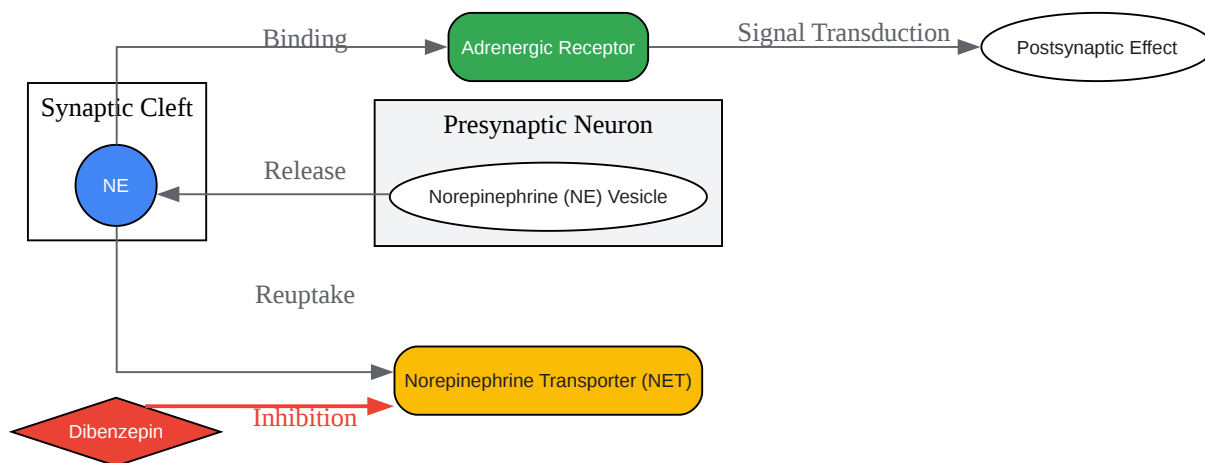 Binding
Adrenergic Receptor
Signal Transduction
Postsynaptic Effect
Synaptic Cleft
Presynaptic Neuron
NE
Release
Norepinephrine (NE) Vesicle
Reuptake
Norepinephrine Transporter (NET)
Inhibition
Dibenzepin